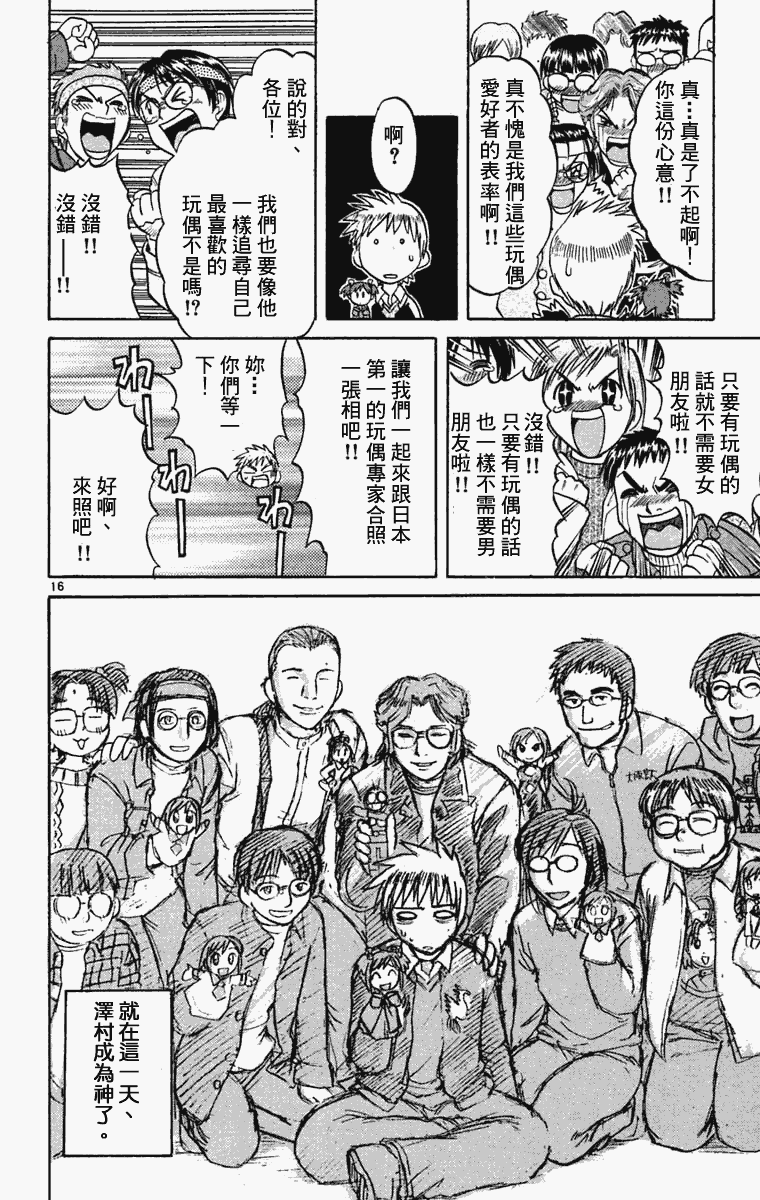 真…真是了不起啊!
你這份心意!!
真不愧是我們這些玩偶
愛好者的表率啊!!
啊?
說的對、
各位!
我們也要像他
一樣追尋自己
最喜歡的
玩偶不是嗎!?
沒錯!!
沒錯——!!
只要有玩偶的
話就不需要女
朋友啦!!
沒錯!!
只要有玩偶的話
也一樣不需要男
朋友啦!!
讓我們一起來跟日本
第一的玩偶專家合照
一張相吧!!
妳…
你們等一
下!
わーわー
わーわー
好啊、
來照吧!!
16
就在這一天、
澤村成為神了。